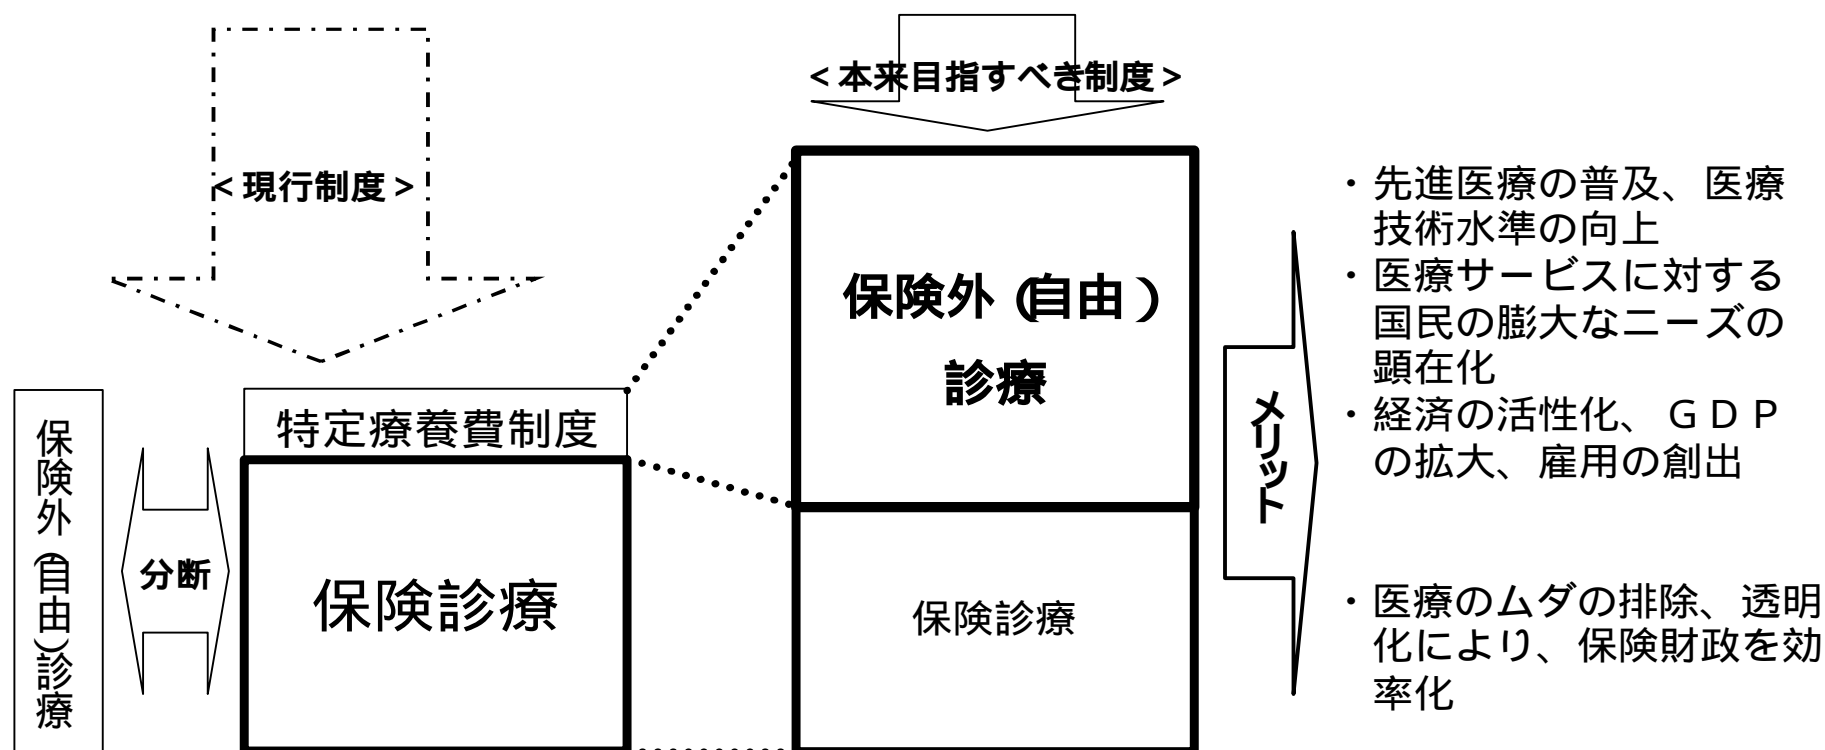 <現行制度>
特定療養費制度
保険外(自由)診療
分断
保険診療
<本来目指すべき制度>
保険外(自由)
診療
保険診療
メリット
・先進医療の普及、医療
技術水準の向上
・医療サービスに対する
国民の膨大なニーズの
顕在化
・経済の活性化、GDP
の拡大、雇用の創出
・医療のムダの排除、透明
化により、保険財政を効
率化